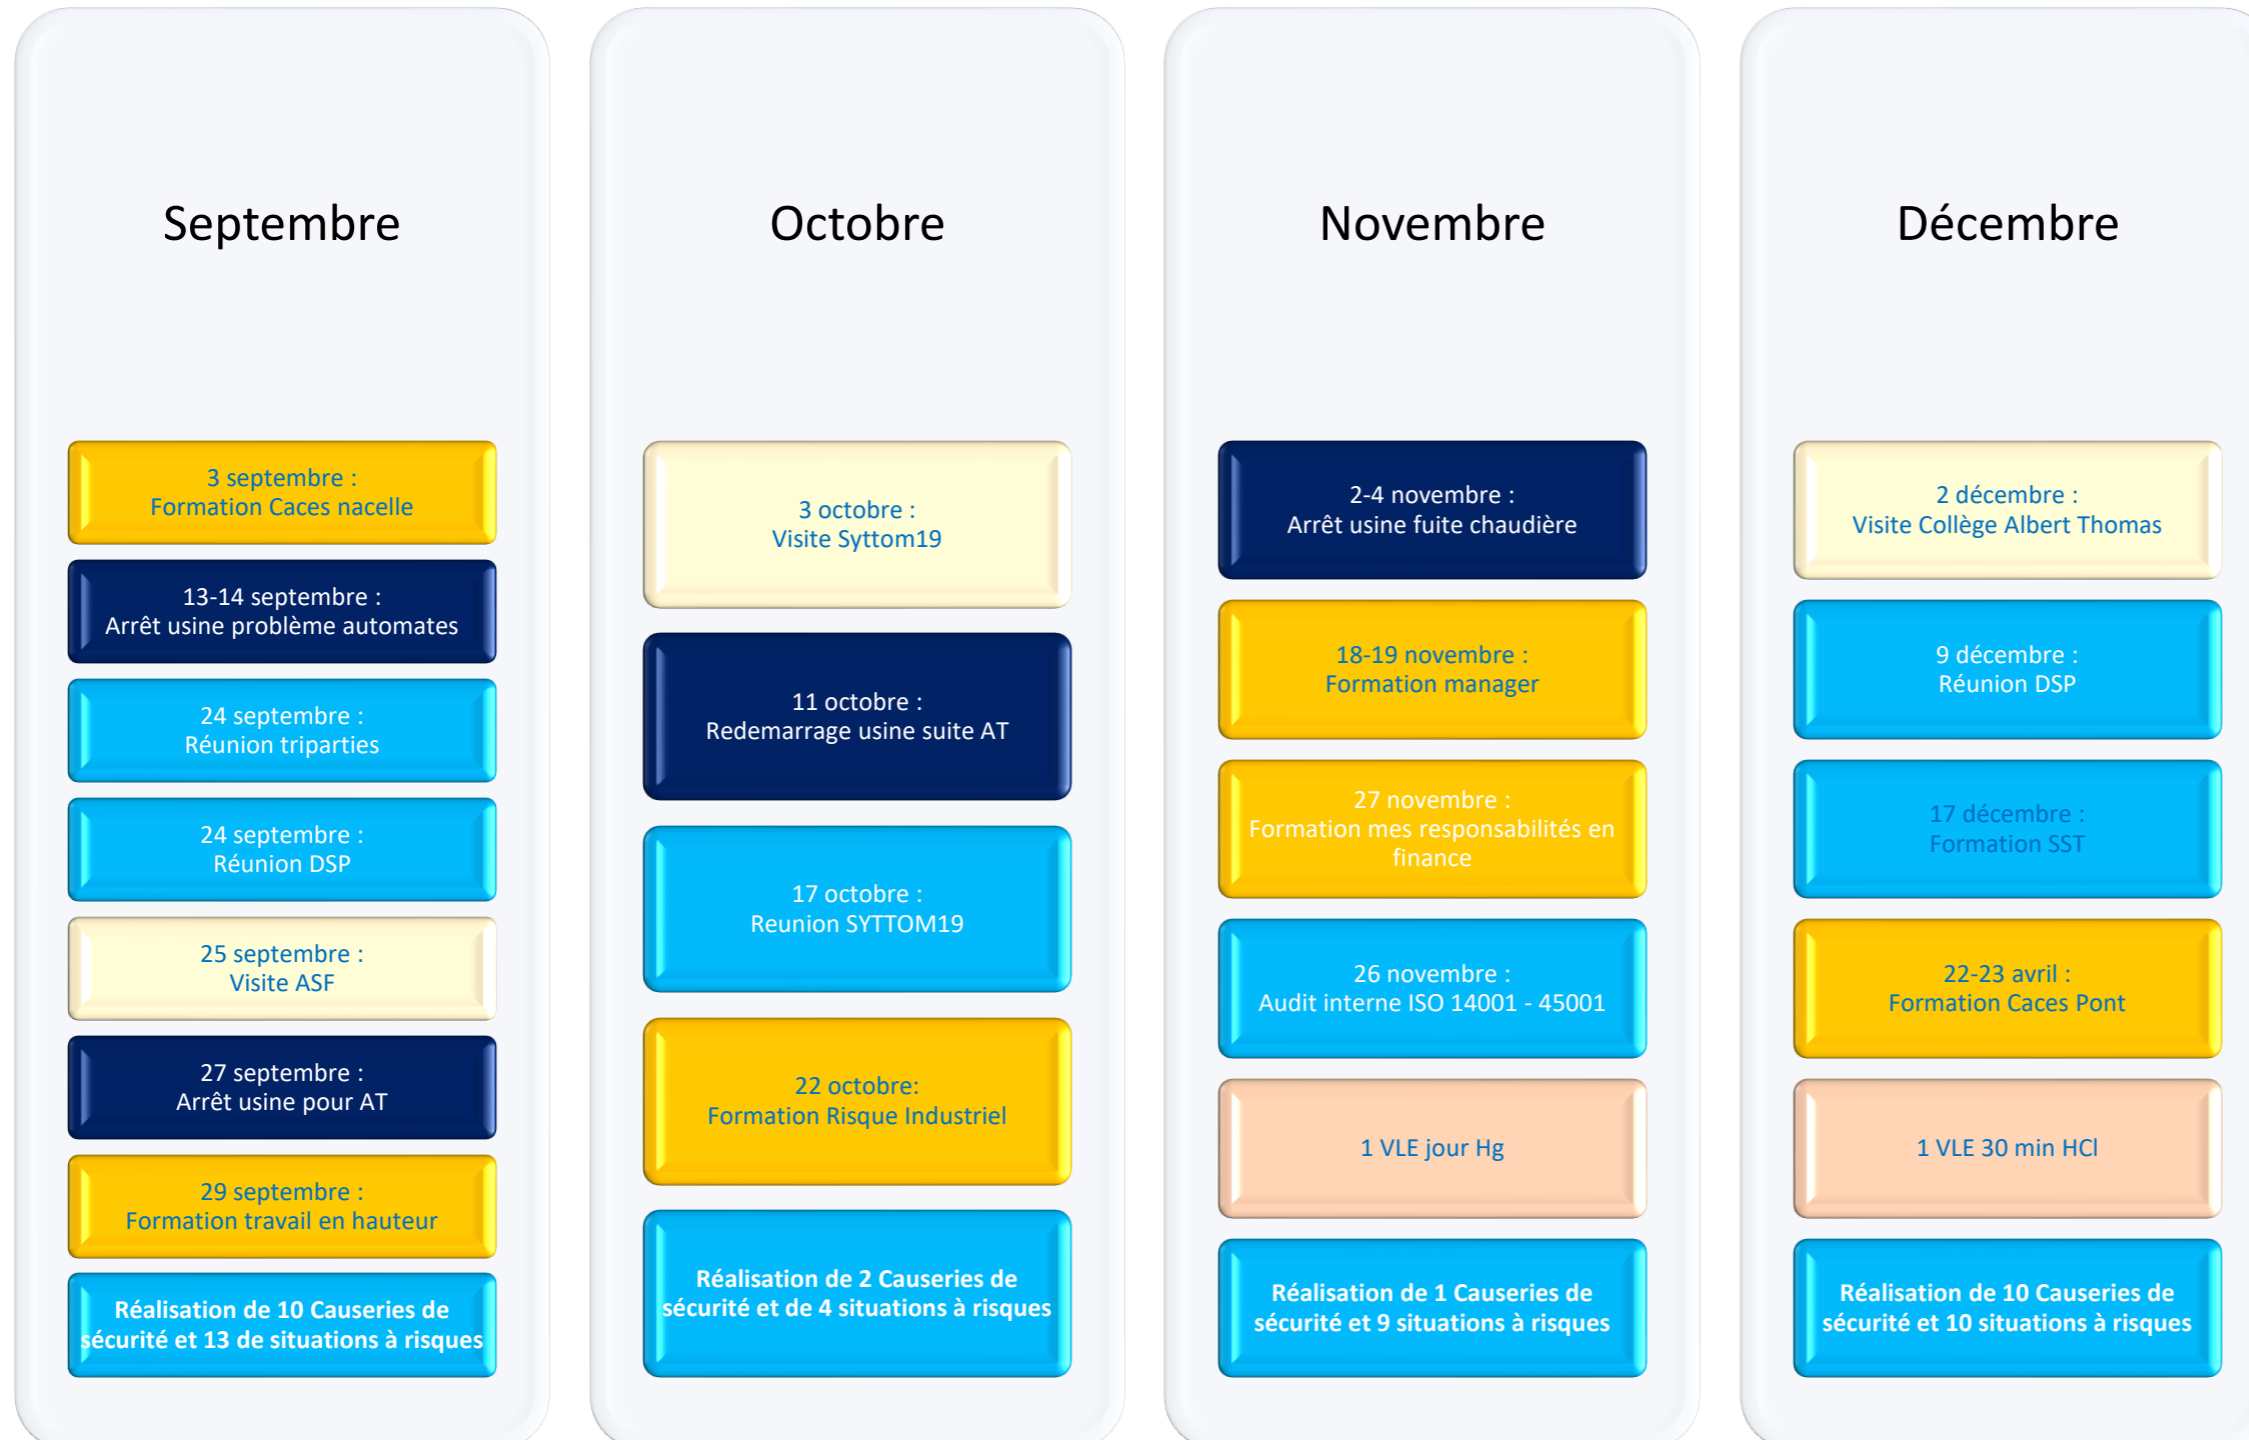 Septembre
3 septembre :
Formation Caces nacelle
13-14 septembre :
Arrêt usine problème automates
24 septembre :
Réunion triparties
24 septembre :
Réunion DSP
25 septembre :
Visite ASF
27 septembre :
Arrêt usine pour AT
29 septembre :
Formation travail en hauteur
Réalisation de 10 Causeries de
sécurité et 13 de situations à risques
Octobre
3 octobre :
Visite Syttom19
11 octobre :
Redemarrage usine suite AT
17 octobre :
Reunion SYTTOM19
22 octobre:
Formation Risque Industriel
Réalisation de 2 Causeries de
sécurité et de 4 situations à risques
Novembre
2-4 novembre :
Arrêt usine fuite chaudière
18-19 novembre :
Formation manager
27 novembre :
Formation mes responsabilités en
finance
26 novembre :
Audit interne ISO 14001 - 45001
1 VLE jour Hg
Réalisation de 1 Causeries de
sécurité et 9 situations à risques
Décembre
2 décembre :
Visite Collège Albert Thomas
9 décembre :
Réunion DSP
17 décembre :
Formation SST
22-23 avril :
Formation Caces Pont
1 VLE 30 min HCl
Réalisation de 10 Causeries de
sécurité et 10 situations à risques